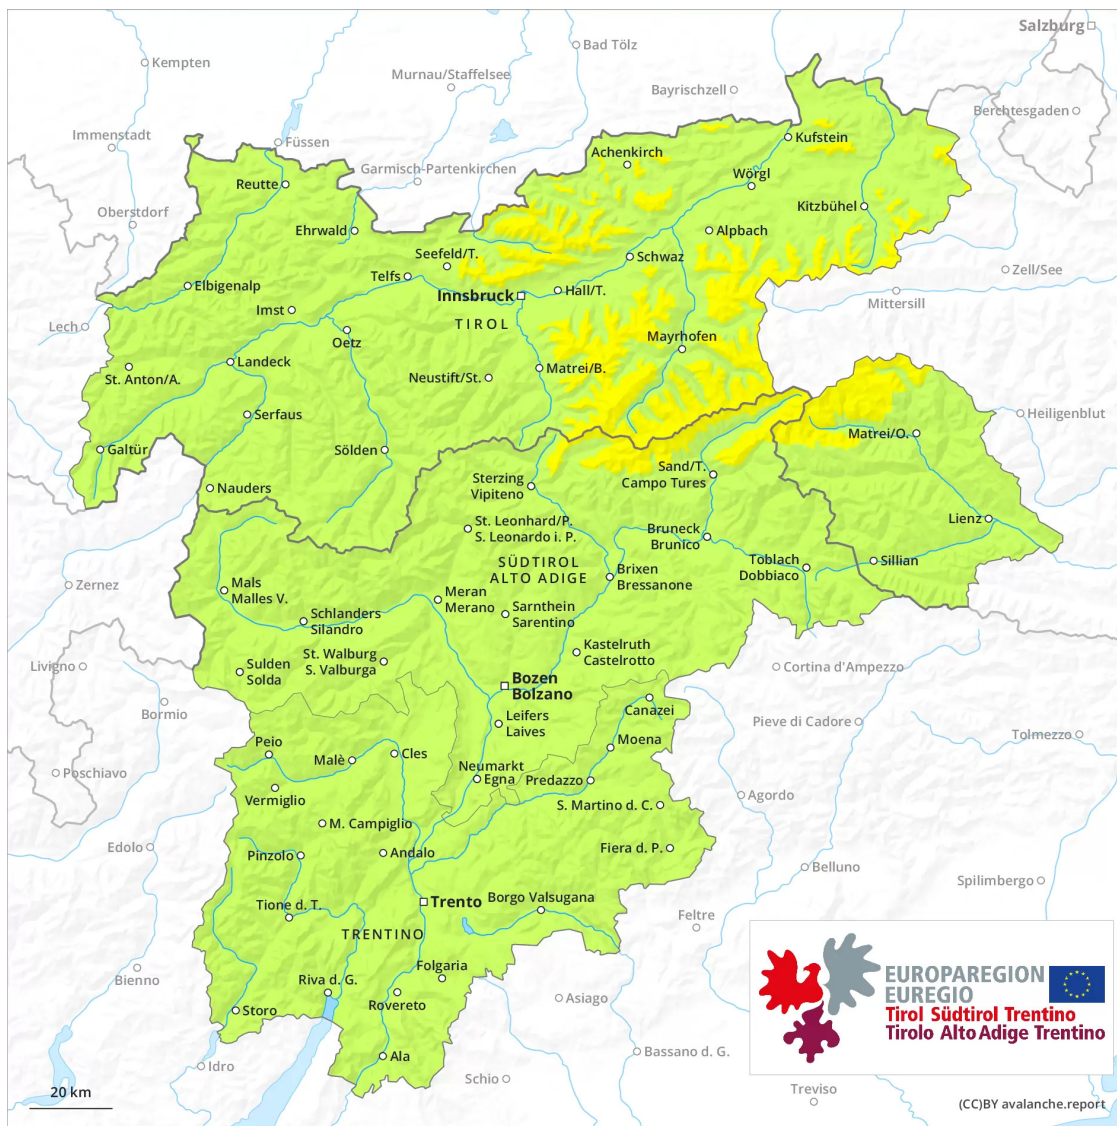 Salzburg
Bad Tölz
Kempten
Murnau/Staffelsee
Bayrischzell
Berchtesgaden
Immenstadt
Füssen
Kufstein
Achenkirch
Garmisch-Partenkirchen
Wörgl
Reutte
Oberstdorf
Kitzbühel
Ehrwald
Alpbach
Seefeld/T.
Schwaz
Telfs
Zell/See
Elbigenalp
Innsbruck
Hall/T.
Mittersill
Imst
TIROL
Lech
Oetz
Mayrhofen
Landeck
Matrei/B.
St. Anton/A.
Neustift/St.
Serfaus
Heiligenblut
Matrei/O.
Galtür
Sölden
Sand/T.
Campo Tures
Sterzing
Vipiteno
Nauders
Lienz
St. Leonhard/P.
S. Leonardo i. P.
Bruneck
Brunico
SÜDTIROL
ALTO ADIGE
Toblach
Dobbiaco
Sillian
Brixen
Bressanone
Zernez
Mals
Malles V.
Meran
Merano
Schlanders
Silandro
Sarnthein
Sarentino
Kastelruth
Castelrotto
St. Walburg
S. Valburga
Livigno
Sulden
Solda
Cortina d'Ampezzo
Bozen
Bolzano
Canazei
Bormio
Leifers
Laives
Pieve di Cadore
Tolmezzo
Moena
Peio
Cles
Malè
Poschiavo
Neumarkt
Egna
Predazzo
Vermiglio
Agordo
S. Martino d. C.
M. Campiglio
Edolo
Pinzolo
Andalo
Fiera d. P.
Belluno
Spilimbergo
Trento
Borgo Valsugana
Tione d. T.
Feltre
TRENTINO
Folgaria
Bienno
Riva d. G.
Rovereto
Asiago
Storo
EUROPAREGION
EUREGIO
Tirol Südtirol Trentino
Tirolo Alto Adige Trentino
Ala
Bassano d. G.
Idro
Schio
Treviso
20 km
(CC)BY avalanche.report